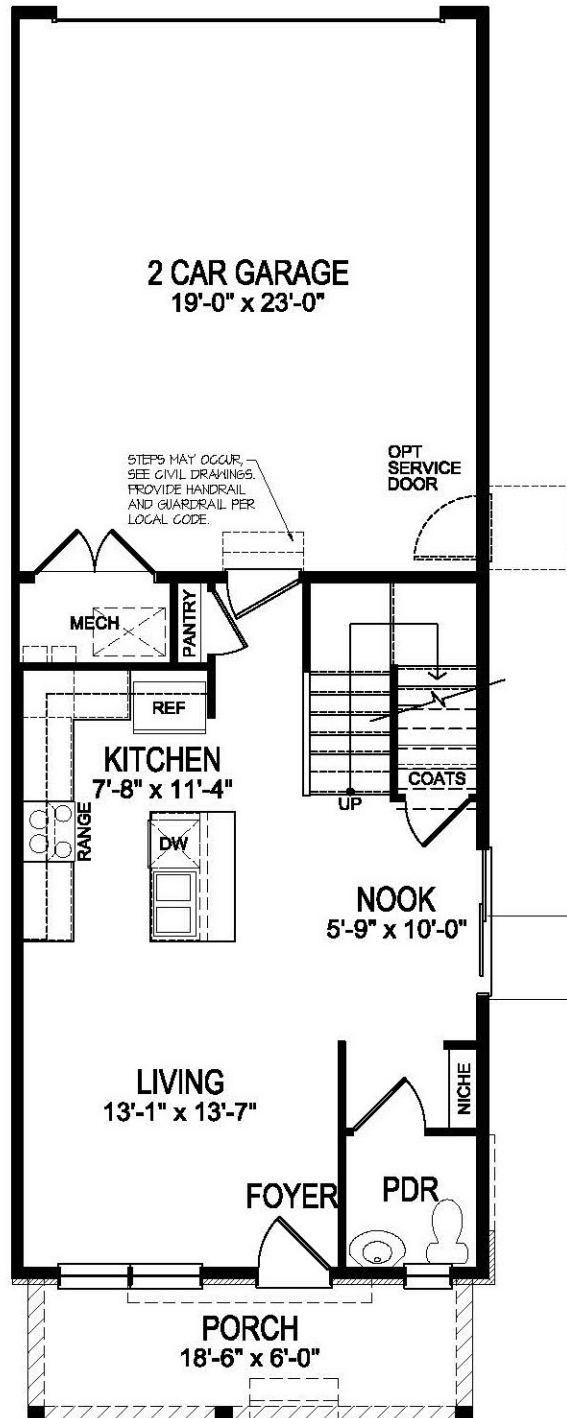 2 CAR GARAGE
19'-0" x 23'-0"
STEPS MAY OCCUR,
SEE CIVIL DRAWINGS.
PROVIDE HANDRAIL
AND GUARDRAIL PER
LOCAL CODE.
OPT
SERVICE
DOOR
MECH
PANTRY
REF
KITCHEN
7'-8" x 11'-4"
RANGE
DW
UP
COATS
NOOK
5'-9" x 10'-0"
LIVING
13'-1" x 13'-7"
NICHE
FOYER
PDR
PORCH
18'-6" x 6'-0"